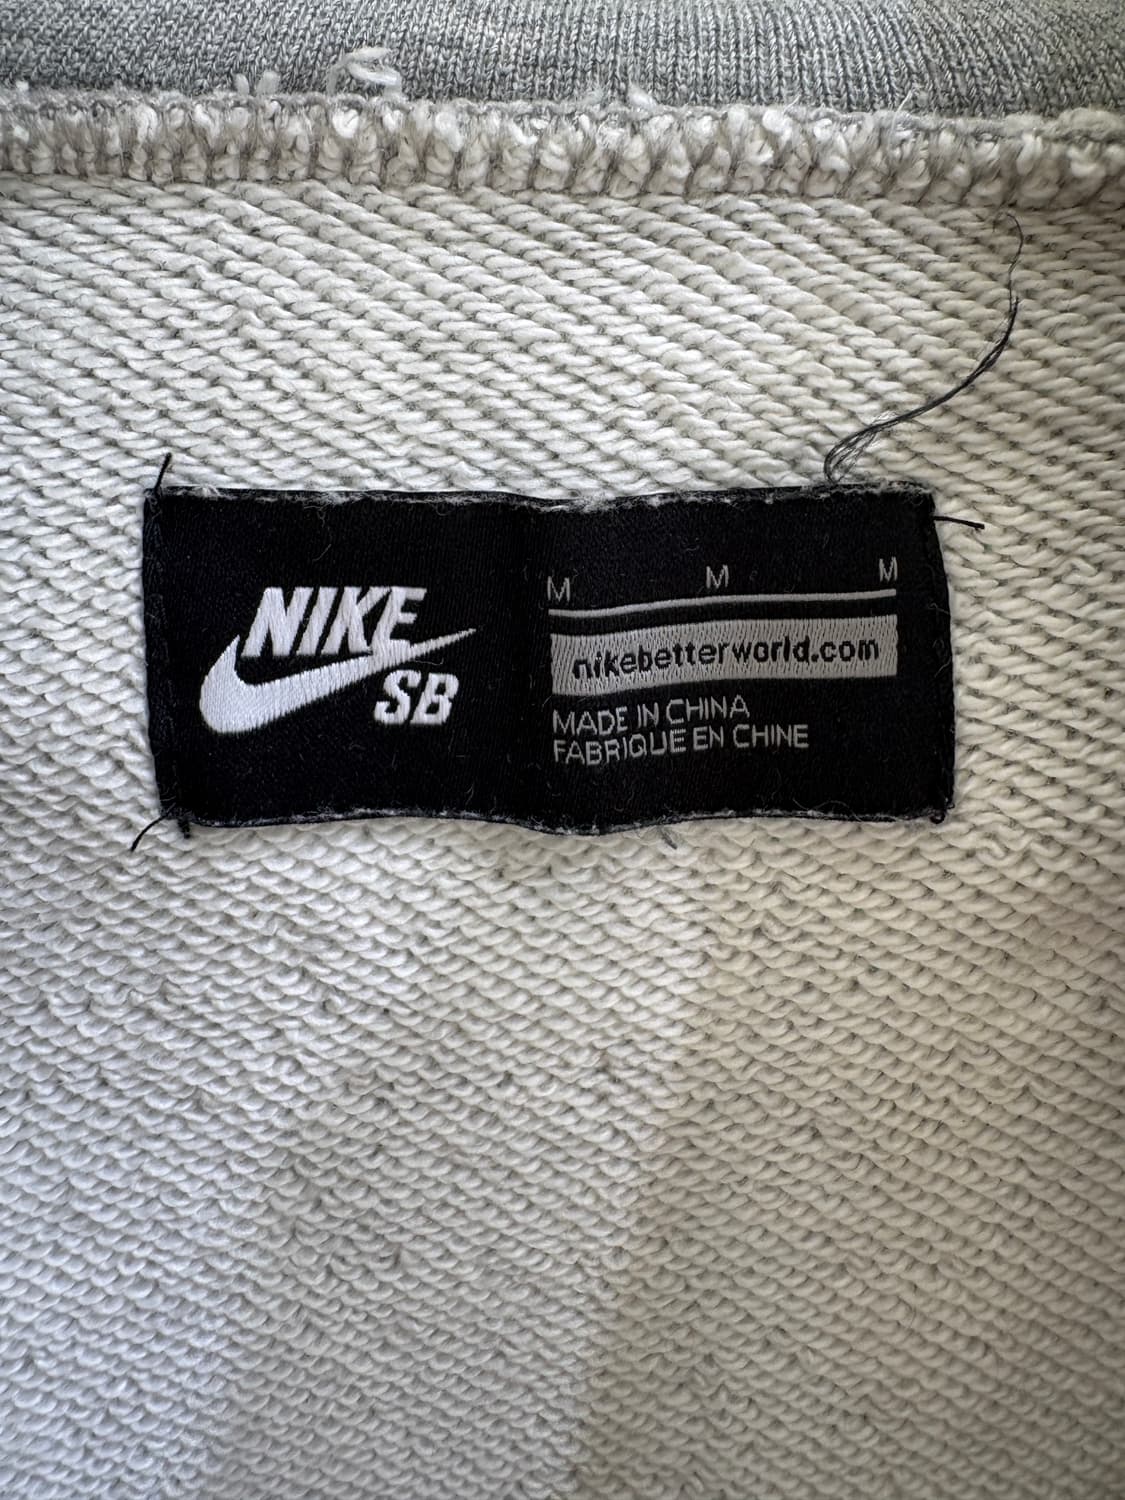 NIKE
SB
M M M
nikebetterworld.com
MADE IN CHINA
FABRIQUE EN CHINE